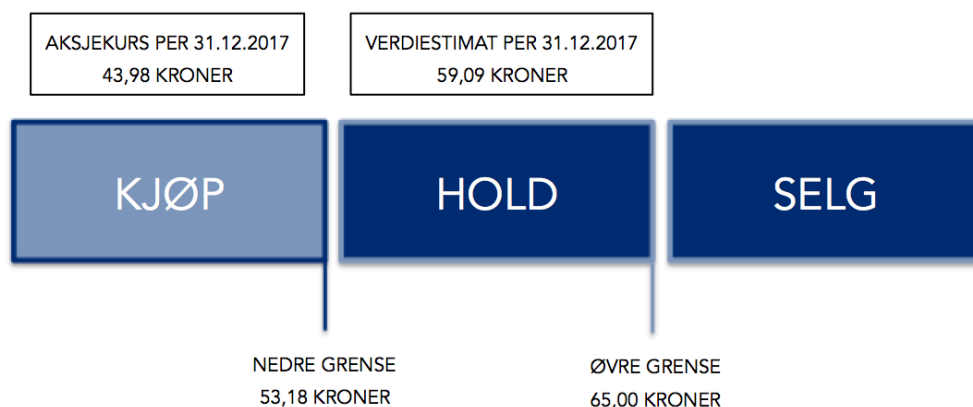 AKSJEKURS PER 31.12.2017
43,98 KRONER
VERDIESTIMAT PER 31.12.2017
59,09 KRONER
KJØP
HOLD
SELG
NEDRE GRENSE
53,18 KRONER
ØVRE GRENSE
65,00 KRONER